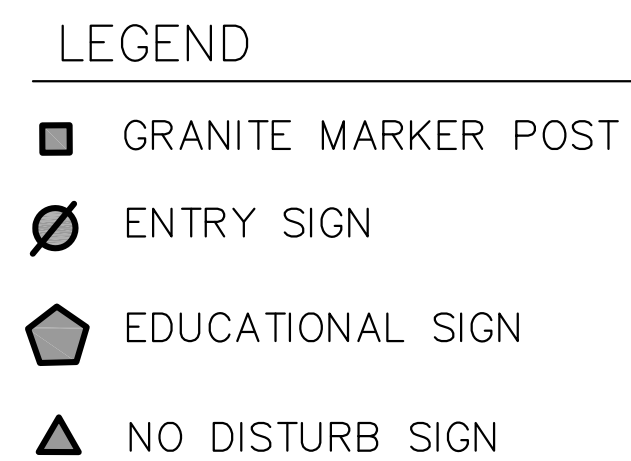 LEGEND
GRANITE MARKER POST
ENTRY SIGN
EDUCATIONAL SIGN
NO DISTURB SIGN